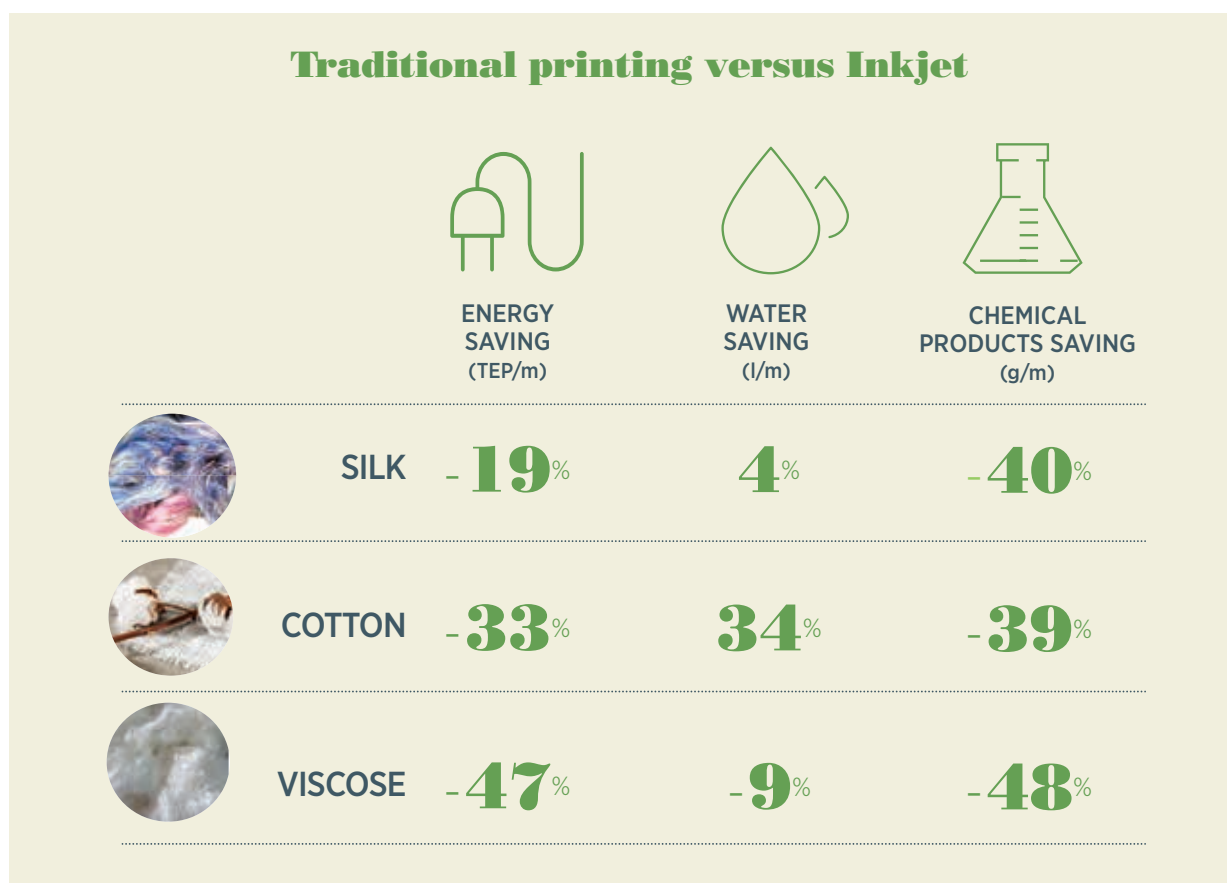 Traditional printing versus Inkjet
ENERGY
SAVING
(TEP/m)
WATER
SAVING
(l/m)
CHEMICAL
PRODUCTS SAVING
(g/m)
SILK -19% 4% -40%
COTTON -33% 34% -39%
VISCOSE -47% -9% -48%